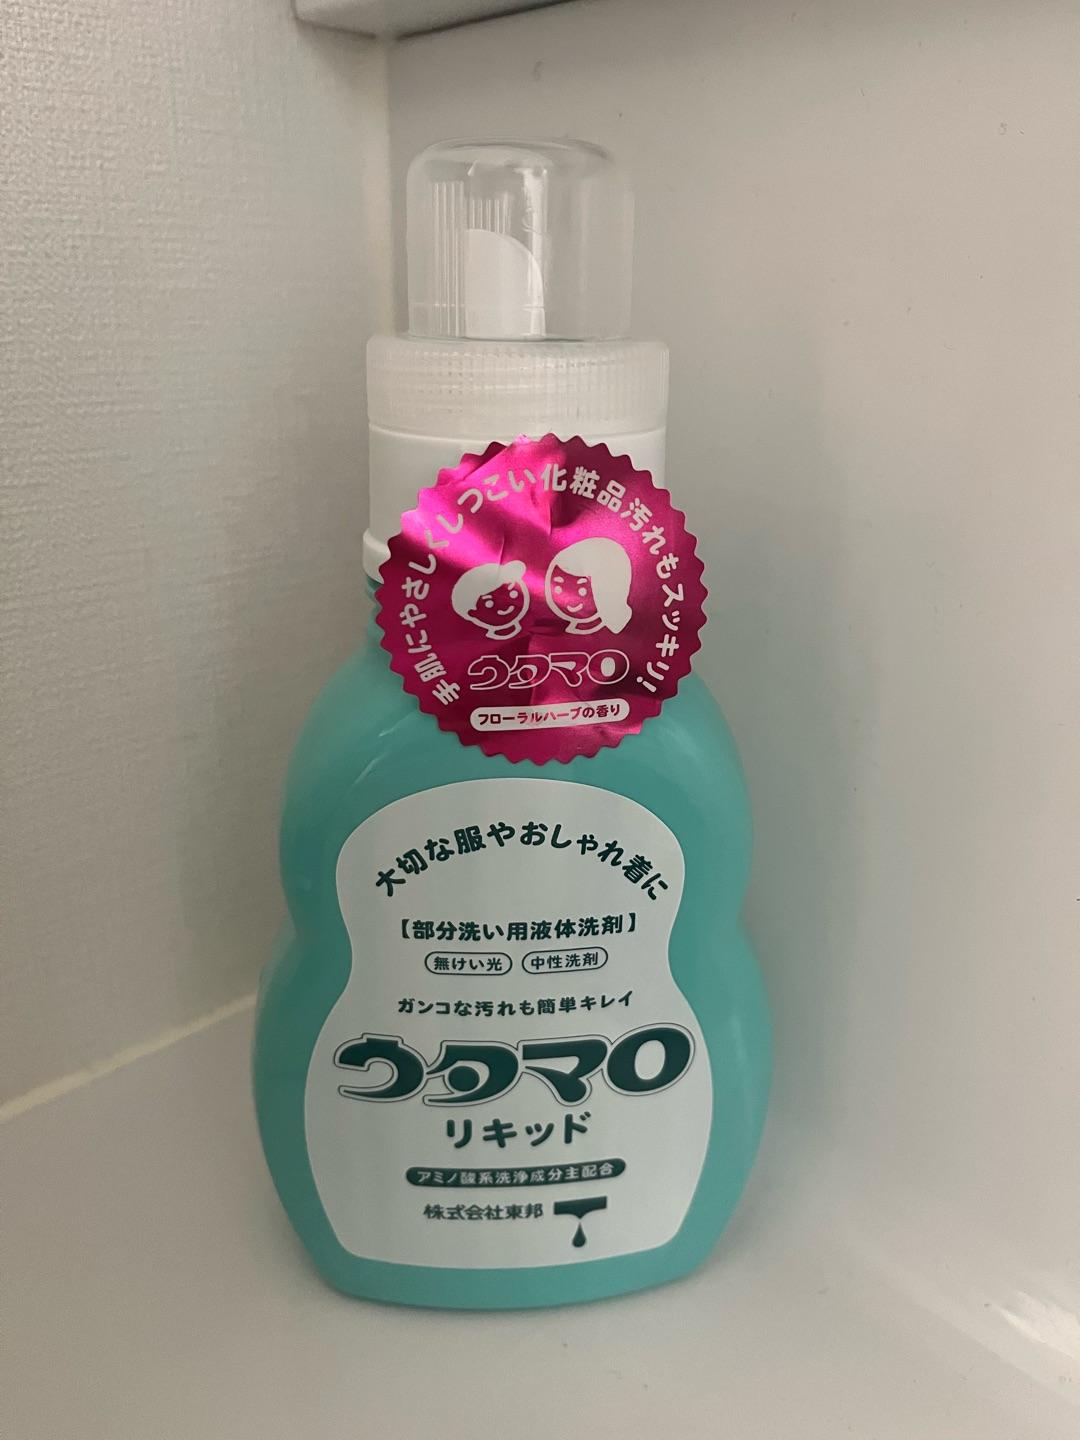 手肌にやさしくしつこい化粧品汚れもスッキリ!
ウタマロ
フローラルハーブの香り
大切な服やおしゃれ着に
【部分洗い用液体洗剤】
無けい光 中性洗剤
ガンコな汚れも簡単キレイ
ウタマロ
リキッド
アミノ酸系洗浄成分主配合
株式会社東邦